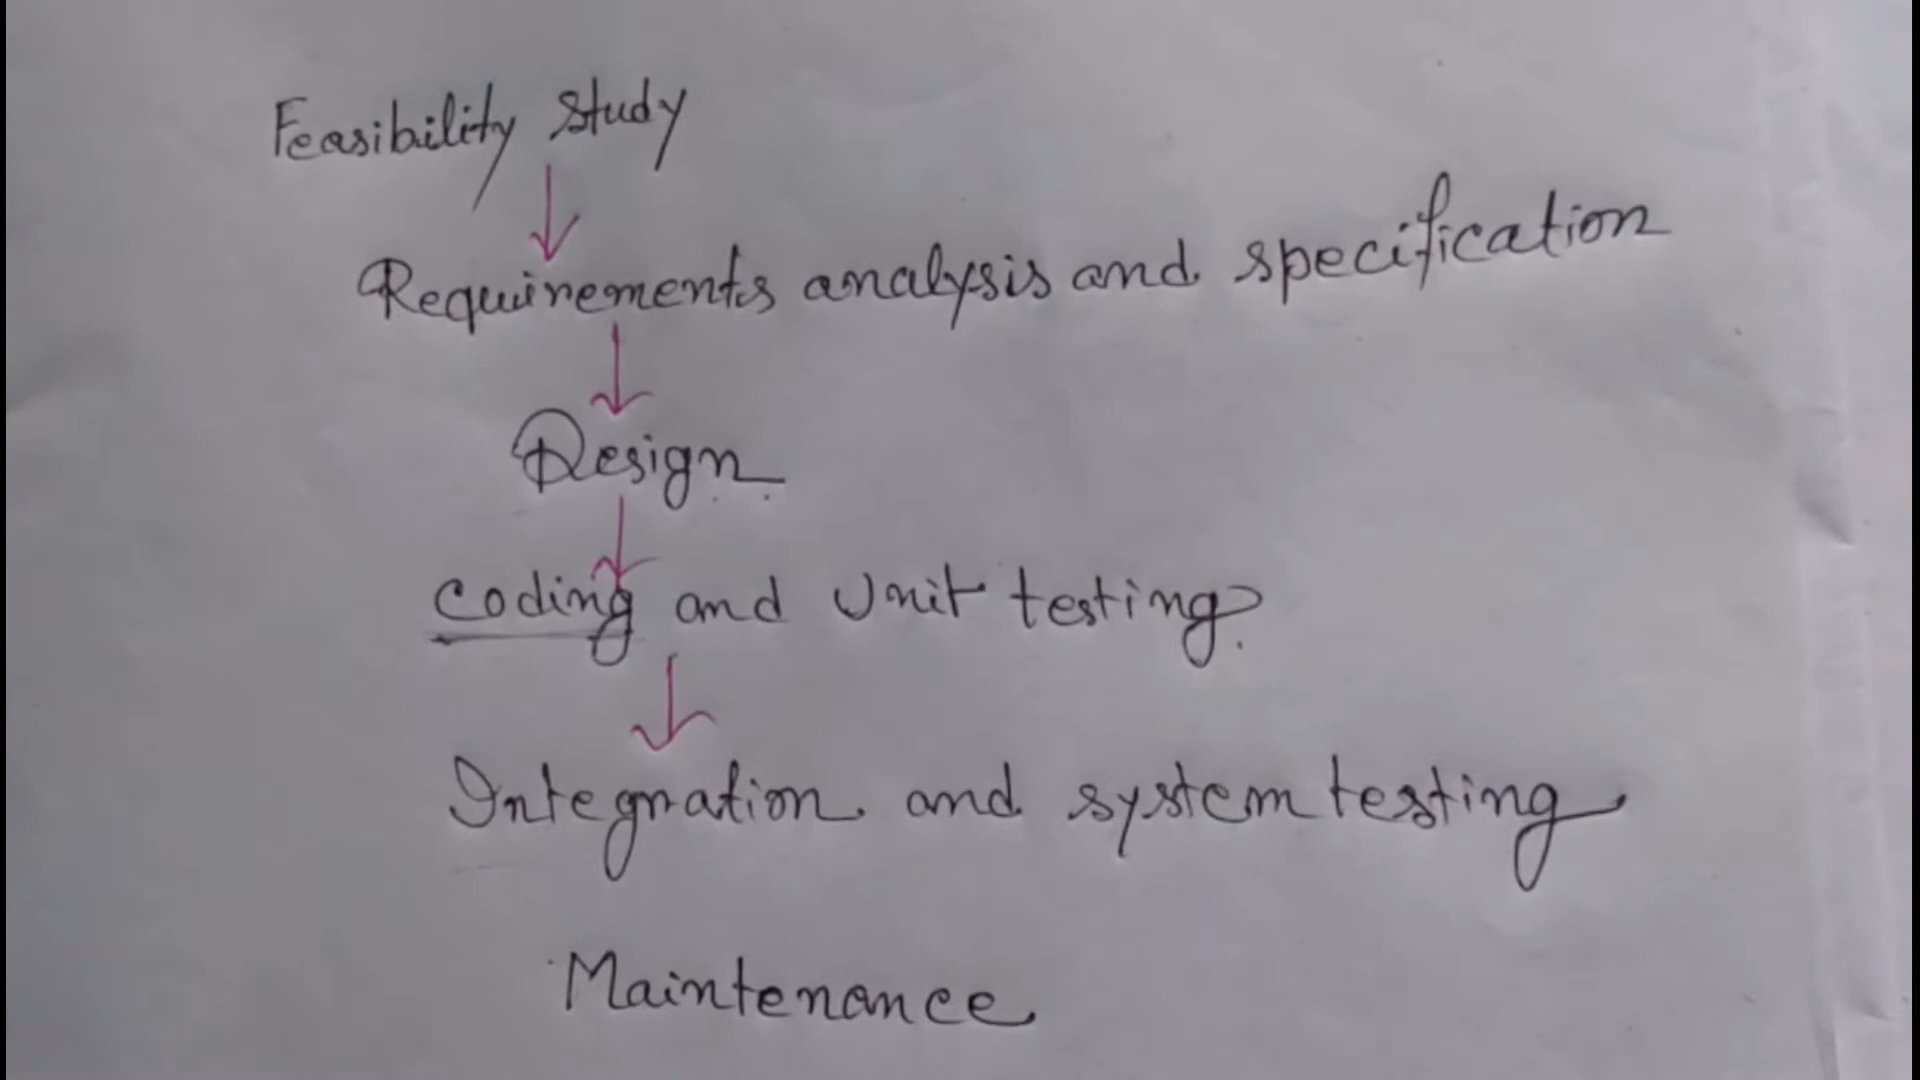 Feasibility study
Requirements analysis and specification
Design
Coding and Unit testing.
Integration and system testing
Maintenance